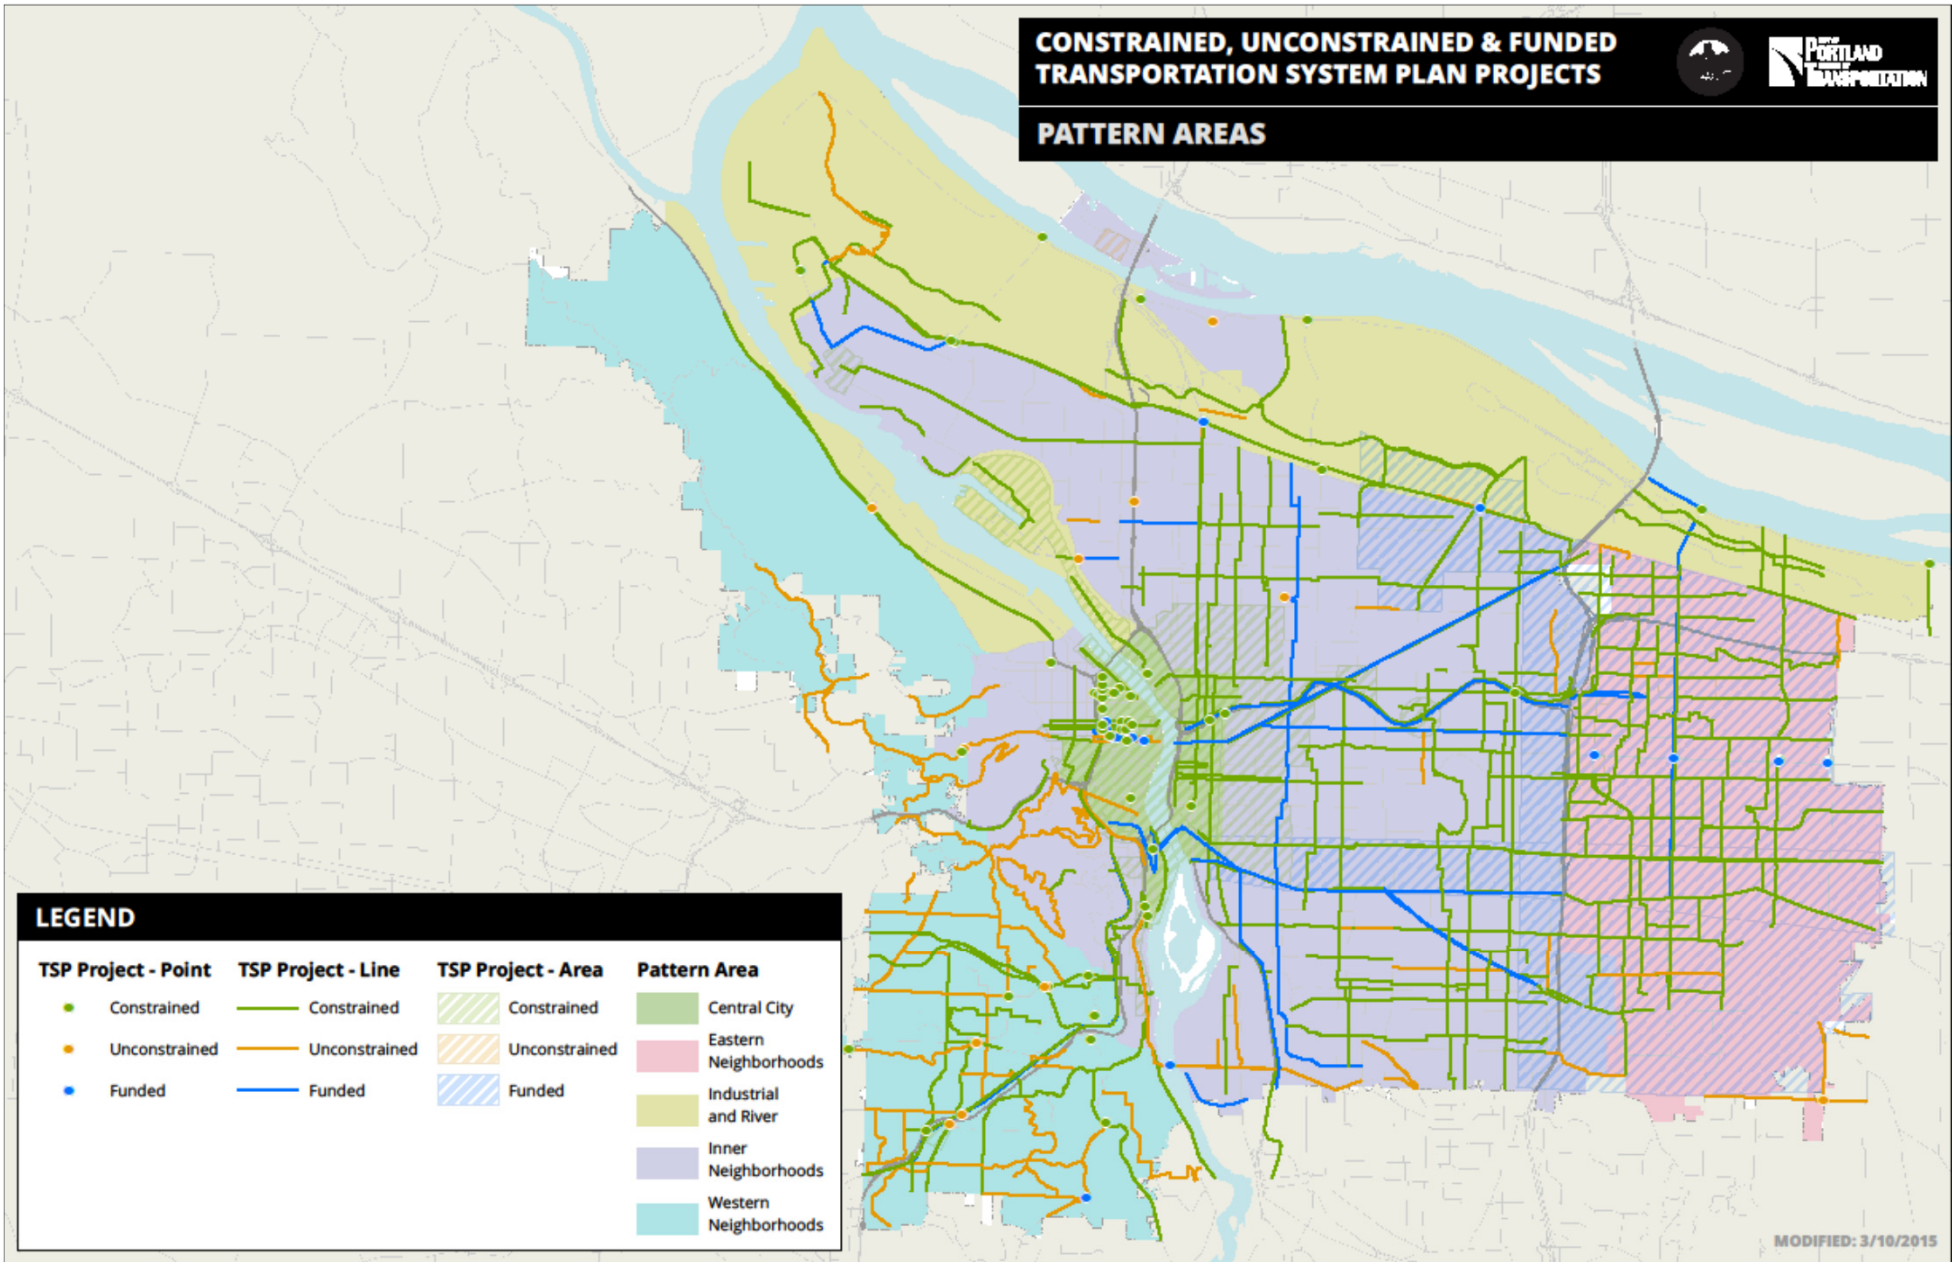 CONSTRAINED, UNCONSTRAINED & FUNDED
TRANSPORTATION SYSTEM PLAN PROJECTS
PORTLAND
TRANSPORTATION
PATTERN AREAS
LEGEND
TSP Project - Point
Constrained
Unconstrained
Funded
TSP Project - Line
Constrained
Unconstrained
Funded
TSP Project - Area
Constrained
Unconstrained
Funded
Pattern Area
Central City
Eastern
Neighborhoods
Industrial
and River
Inner
Neighborhoods
Western
Neighborhoods
MODIFIED: 3/10/2015